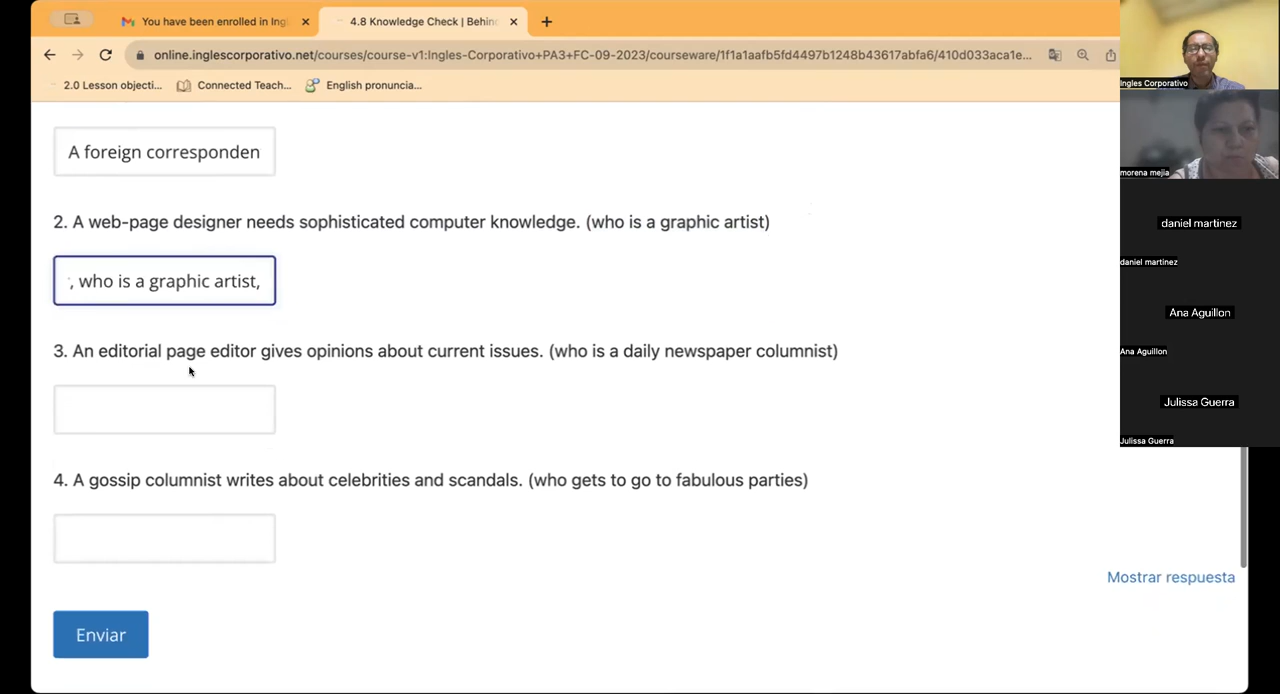 You have been enrolled in Ingl
4.8 Knowledge Check | Behin
online.inglescorporativo.net/courses/course-v1:Ingles-Corporativo+PA3+FC-09-2023/courseware/1f1a1aafb5fd4497b1248b43617abfa6/410d033aca1e...
2.0 Lesson objecti...
Connected Teach...
English pronuncia...
A foreign corresponden
2. A web-page designer needs sophisticated computer knowledge. (who is a graphic artist)
, who is a graphic artist,
3. An editorial page editor gives opinions about current issues. (who is a daily newspaper columnist)
4. A gossip columnist writes about celebrities and scandals. (who gets to go to fabulous parties)
Mostrar respuesta
Enviar
Ingles Corporativo
morena mejia
daniel martinez
daniel martinez
Ana Aguillon
Ana Aguillon
Julissa Guerra
Julissa Guerra